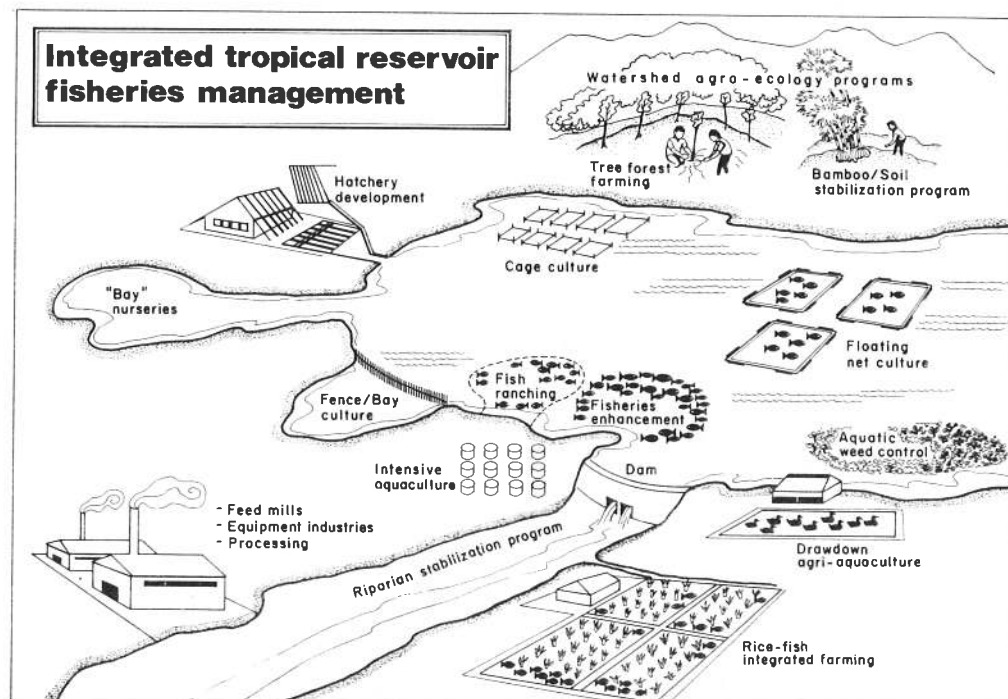 Integrated tropical reservoir
fisheries management
Watershed agro-ecology programs
Tree forest
farming
Bamboo/Soil
stabilization program
Hatchery
development
Cage culture
"Bay"
nurseries
Floating
net culture
Fish
ranching
Fence/Bay
culture
Fisheries
enhancement
Aquatic
weed control
Intensive
aquaculture
Dam
- Feed mills
- Equipment industries
- Processing
Riparian stabilization program
Drawdown
agri-aquaculture
Rice-fish
integrated farming